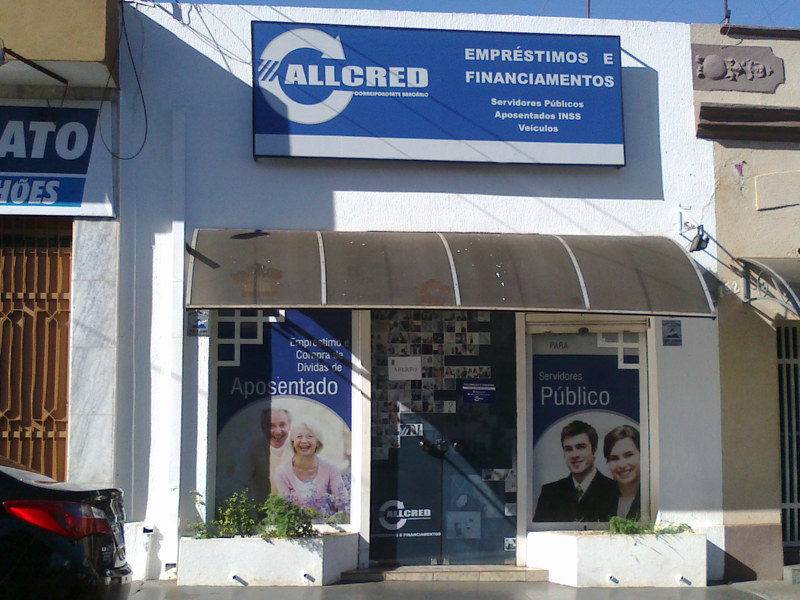 ALLCRED
CORRESPONDENTE BANCÁRIO
EMPRÉSTIMOS E
FINANCIAMENTOS
Servidores Públicos
Aposentados INSS
Veículos
ATO
HÕES
Empréstimo e
Compra de
Dívidas de
Aposentado
ABERTO
PARA
Servidores
Público
ALLCRED
E FINANCIAMENTOS